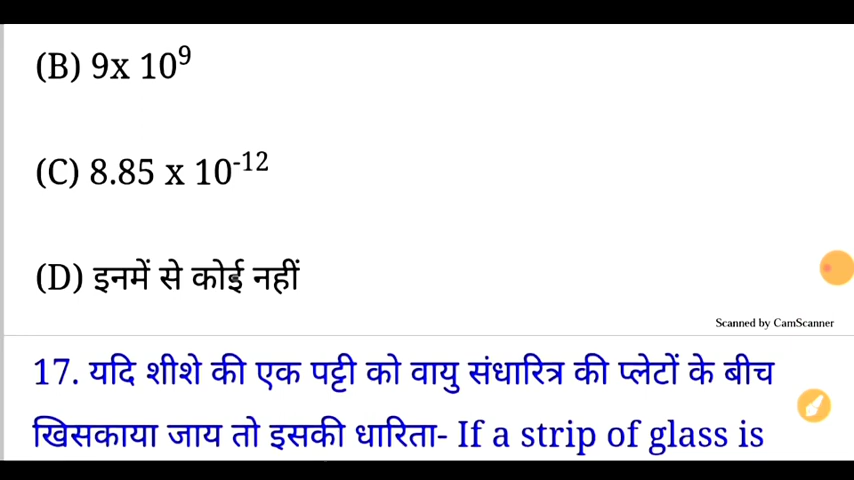 (B) 9x 10⁹
(C) 8.85 x 10⁻¹²
(D) इनमें से कोई नहीं
Scanned by CamScanner
17. यदि शीशे की एक पट्टी को वायु संधारित्र की प्लेटों के बीच
खिसकाया जाय तो इसकी धारिता- If a strip of glass is